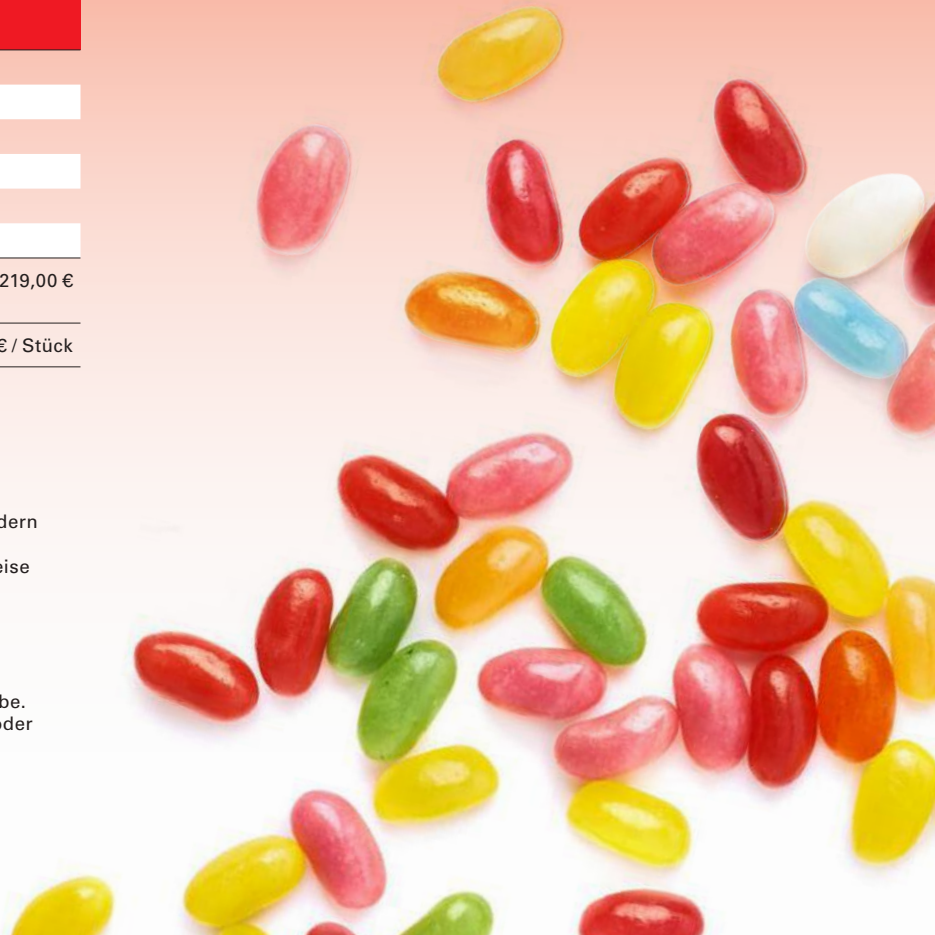 219,00 €
€ / Stück
dern
eise
be.
oder